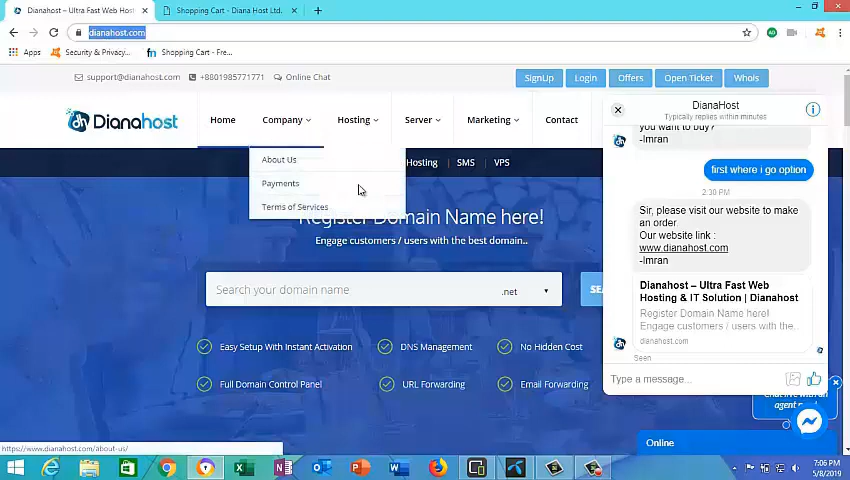 Dianahost – Ultra Fast Web Host
Shopping Cart - Diana Host Ltd.
dianahost.com
Apps
Security & Privacy...
Shopping Cart - Fre...
support@dianahost.com
+8801985771771
Online Chat
SignUp
Login
Offers
Open Ticket
WhoIs
Dianahost
Home
Company
Hosting
Server
Marketing
Contact
About Us
Payments
Terms of Services
Hosting
SMS
VPS
Register Domain Name here!
Engage customers / users with the best domain..
Search your domain name
.net
Easy Setup With Instant Activation
DNS Management
No Hidden Cost
Full Domain Control Panel
URL Forwarding
Email Forwarding
DianaHost
Typically replies within minutes
you want to buy?
-Imran
first where i go option
2:30 PM
Sir, please visit our website to make
an order.
Our website link :
www.dianahost.com
-Imran
Dianahost – Ultra Fast Web
Hosting & IT Solution | Dianahost
Register Domain Name here!
Engage customers / users with the...
dianahost.com
Seen
Type a message...
Chat live with an
agent
Online
https://www.dianahost.com/about-us/
7:06 PM
5/8/2019